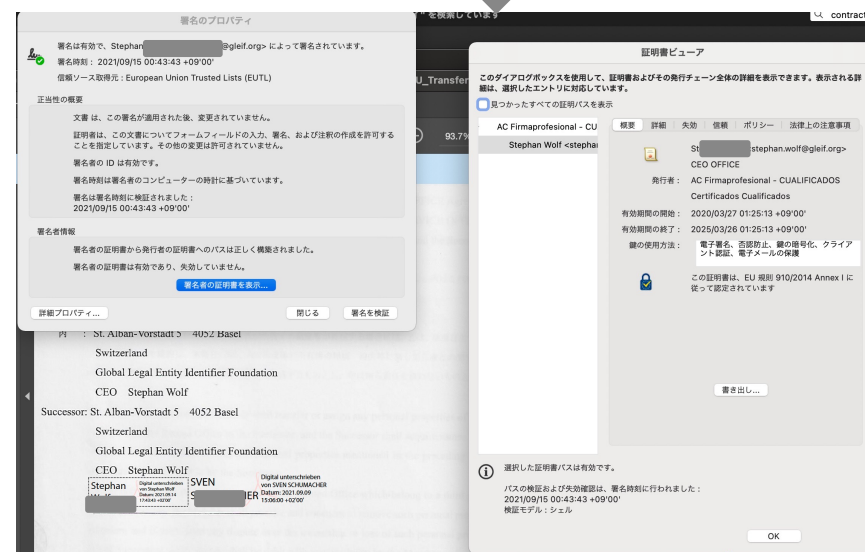 " を検索しています
contract
署名のプロパティ
署名は有効で、Stephan @gleif.org> によって署名されています。
署名時刻： 2021/09/15 00:43:43 +09'00'
信頼ソース取得元：European Union Trusted Lists (EUTL)
正当性の概要
文書 は、この署名が適用された後、変更されていません。
証明者は、この文書についてフォームフィールドの入力、署名、および注釈の作成を許可する
ことを指定しています。その他の変更は許可されていません。
署名者の ID は有効です。
署名時刻は署名者のコンピューターの時計に基づいています。
署名は署名時刻に検証されました：
2021/09/15 00:43:43 +09'00'
署名者情報
署名者の証明書から発行者の証明書へのパスは正しく構築されました。
署名者の証明書は有効であり、失効していません。
署名者の証明書を表示...
詳細プロパティ...
閉じる
署名を検証
U_Transfer
93.7%
: St. Alban-Vorstadt 5 4052 Basel
Switzerland
Global Legal Entity Identifier Foundation
CEO Stephan Wolf
Successor: St. Alban-Vorstadt 5 4052 Basel
Switzerland
Global Legal Entity Identifier Foundation
CEO Stephan Wolf
Stephan
Digital unterschrieben
von Stephan Wolf
Datum: 2021.09.14
17:43:43 +02'00'
SVEN
S ER
Digital unterschrieben
von SVEN SCHUMACHER
Datum: 2021.09.09
15:06:00 +02'00'
証明書ビューア
このダイアログボックスを使用して、証明書およびその発行チェーン全体の詳細を表示できます。表示される詳
細は、選択したエントリに対応しています。
見つかったすべての証明パスを表示
AC Firmaprofesional - CU
Stephan Wolf <stephan
概要
詳細
失効
信頼
ポリシー
法律上の注意事項
St stephan.wolf@gleif.org>
CEO OFFICE
発行者： AC Firmaprofesional - CUALIFICADOS
Certificados Cualificados
有効期間の開始： 2020/03/27 01:25:13 +09'00'
有効期間の終了： 2025/03/26 01:25:13 +09'00'
鍵の使用方法： 電子署名、否認防止、鍵の暗号化、クライア
ント認証、電子メールの保護
この証明書は、EU 規則 910/2014 Annex I に
従って認定されています
書き出し...
選択した証明書パスは有効です。
パスの検証および失効確認は、署名時刻に行われました：
2021/09/15 00:43:43 +09'00'
検証モデル：シェル
OK